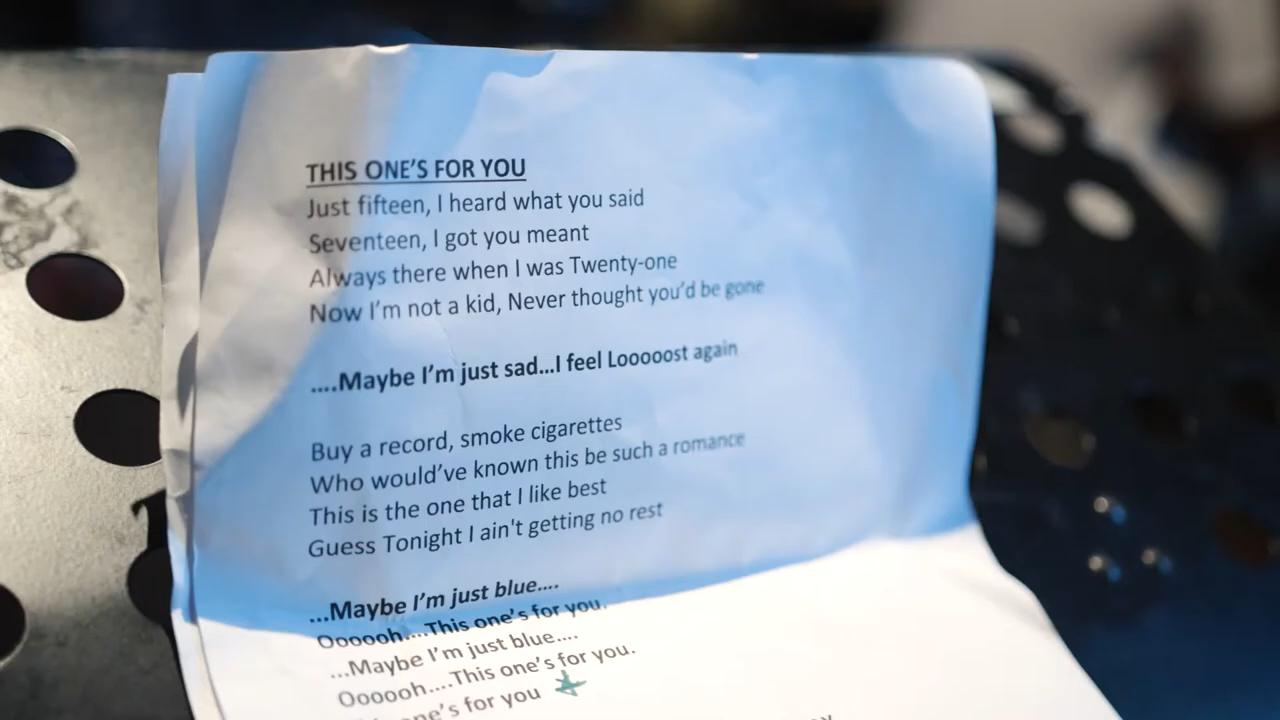 THIS ONE'S FOR YOU
Just fifteen, I heard what you said
Seventeen, I got you meant
Always there when I was Twenty-one
Now I'm not a kid, Never thought you'd be gone
....Maybe I'm just sad...I feel Looooost again
Buy a record, smoke cigarettes
Who would've known this be such a romance
This is the one that I like best
Guess Tonight I ain't getting no rest
...Maybe I'm just blue....
Oooooh....This one's for you.
...Maybe I'm just blue....
Oooooh....This one's for you.
one's for you